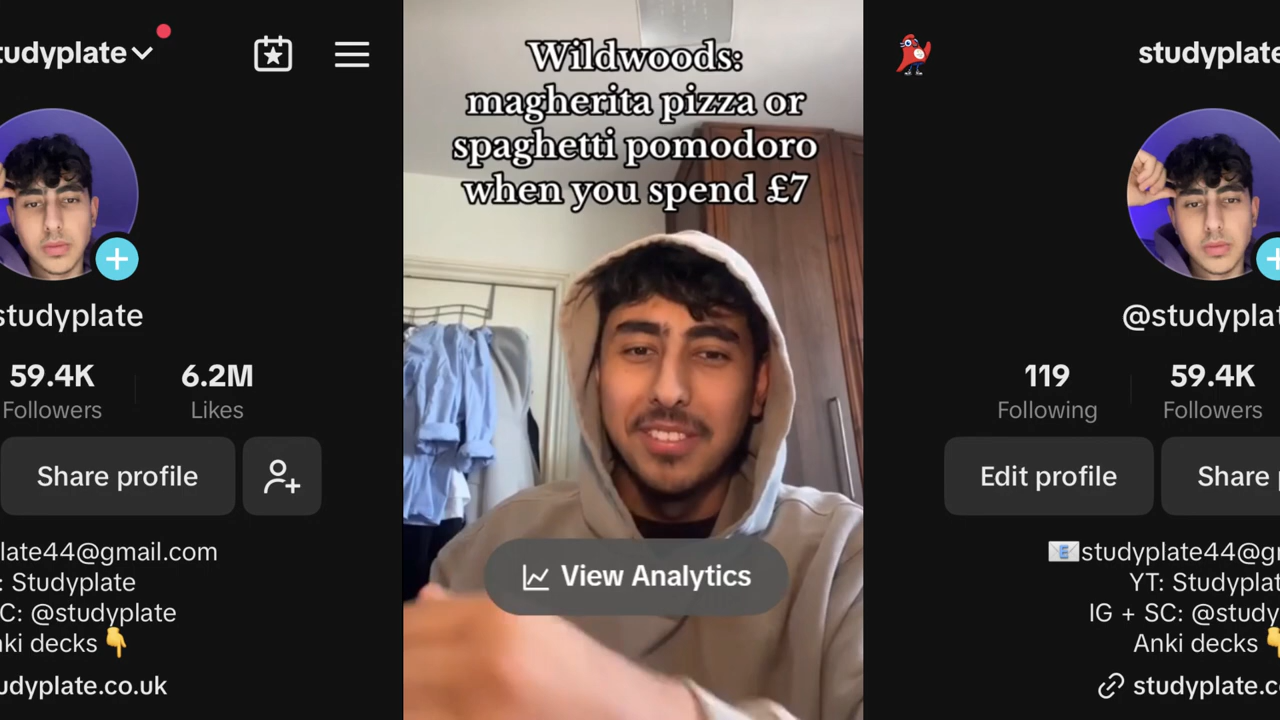 tudyplate
studyplate
59.4K
Followers
6.2M
Likes
Share profile
late44@gmail.com
: Studyplate
C: @studyplate
ki decks 👇
udyplate.co.uk
Wildwoods:
magherita pizza or
spaghetti pomodoro
when you spend £7
View Analytics
studyplate
@studyplat
119
Following
59.4K
Followers
Edit profile
Share
📧studyplate44@g
YT: Studyplat
IG + SC: @study
Anki decks
studyplate.c